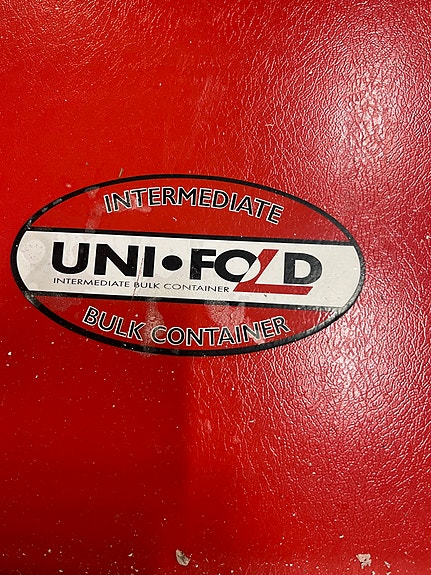 INTERMEDIATE
UNI•FOLD
INTERMEDIATE BULK CONTAINER
BULK CONTAINER